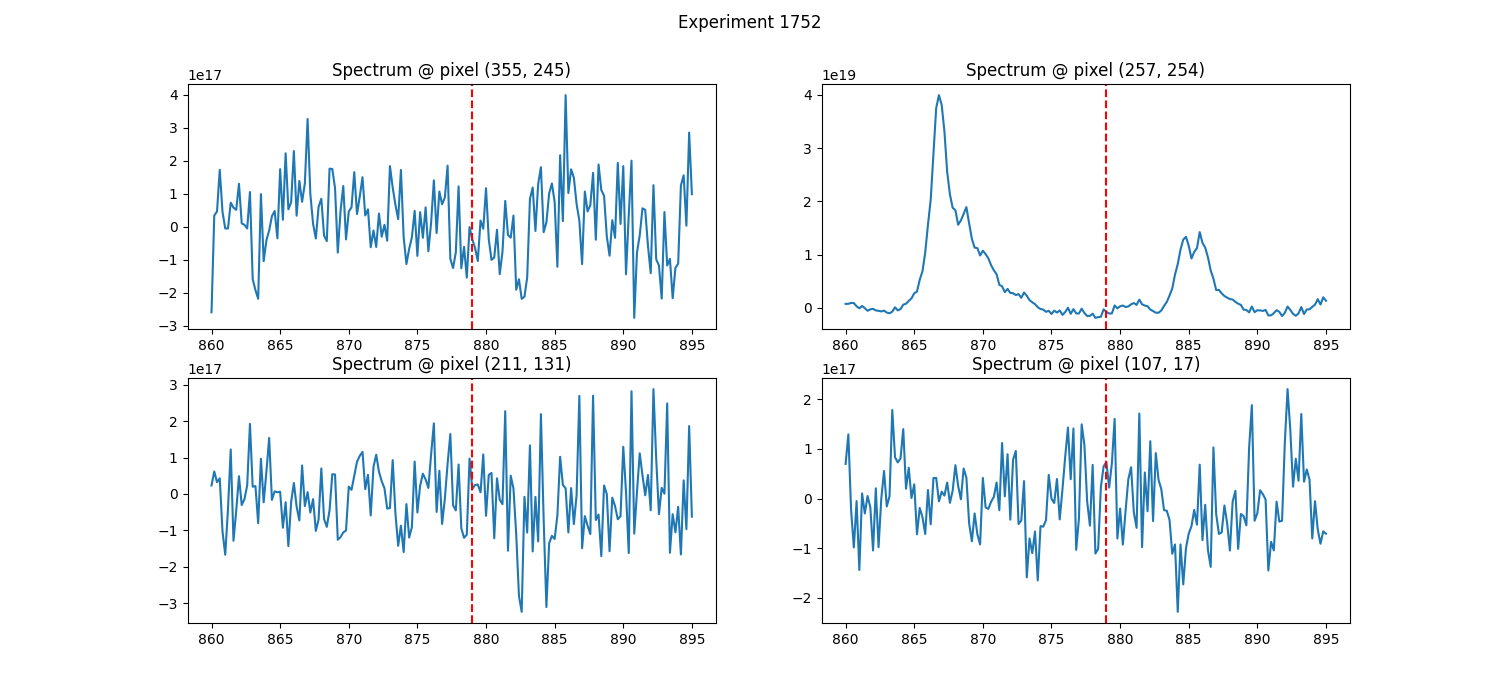 Experiment 1752
Spectrum @ pixel (355, 245)
1e17
4
3
2
1
0
−1
−2
−3
860 865 870 875 880 885 890 895
Spectrum @ pixel (257, 254)
1e19
4
3
2
1
0
860 865 870 875 880 885 890 895
Spectrum @ pixel (211, 131)
1e17
3
2
1
0
−1
−2
−3
860 865 870 875 880 885 890 895
Spectrum @ pixel (107, 17)
1e17
2
1
0
−1
−2
860 865 870 875 880 885 890 895